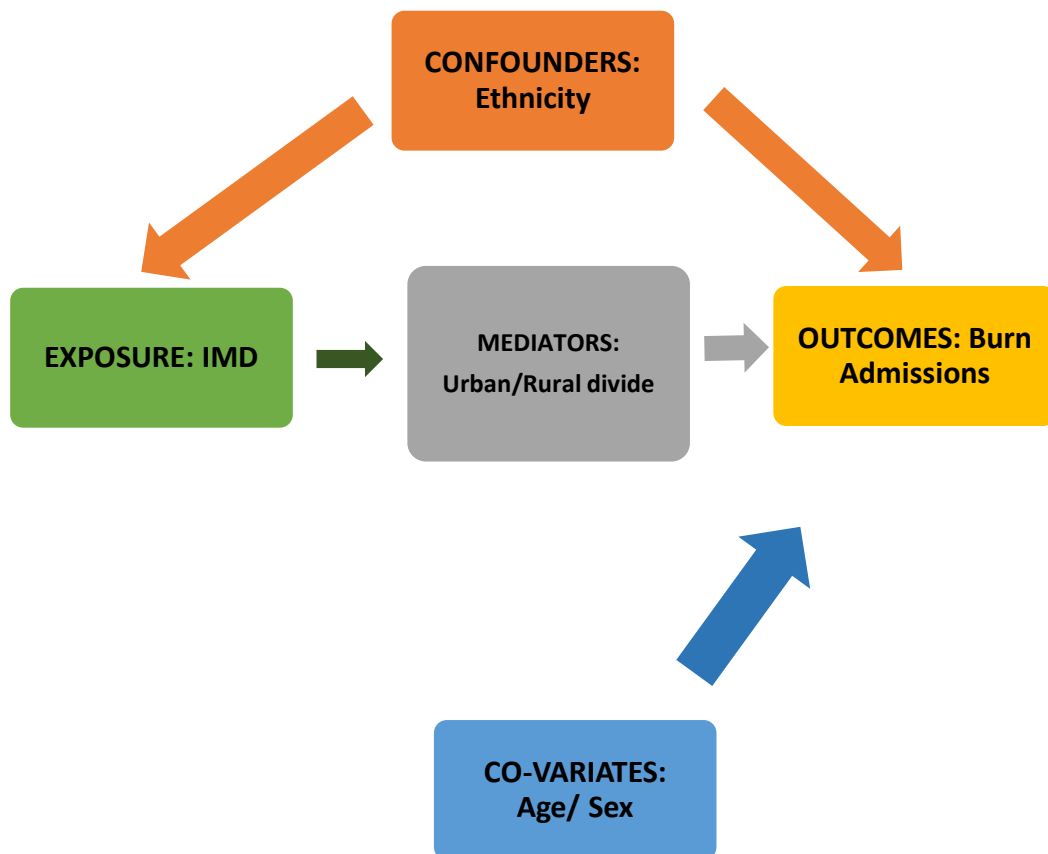 CONFOUNDERS:
Ethnicity
EXPOSURE: IMD
MEDIATORS:
Urban/Rural divide
OUTCOMES: Burn
Admissions
CO-VARIATES:
Age/ Sex